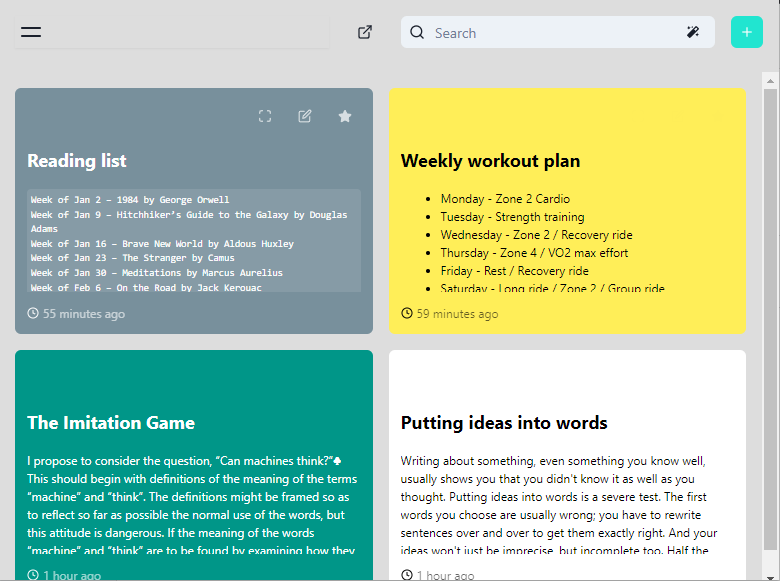 Search
Reading list
Week of Jan 2 – 1984 by George Orwell
Week of Jan 9 – Hitchhiker's Guide to the Galaxy by Douglas
Adams
Week of Jan 16 – Brave New World by Aldous Huxley
Week of Jan 23 – The Stranger by Camus
Week of Jan 30 – Meditations by Marcus Aurelius
Week of Feb 6 – On the Road by Jack Kerouac
55 minutes ago
Weekly workout plan
• Monday - Zone 2 Cardio
• Tuesday - Strength training
• Wednesday - Zone 2 / Recovery ride
• Thursday - Zone 4 / VO2 max effort
• Friday - Rest / Recovery ride
• Saturday - Long ride / Zone 2 / Group ride
59 minutes ago
The Imitation Game
I propose to consider the question, “Can machines think?”♣
This should begin with definitions of the meaning of the terms
“machine” and “think”. The definitions might be framed so as
to reflect so far as possible the normal use of the words, but
this attitude is dangerous. If the meaning of the words
“machine” and “think” are to be found by examining how they
1 hour ago
Putting ideas into words
Writing about something, even something you know well,
usually shows you that you didn't know it as well as you
thought. Putting ideas into words is a severe test. The first
words you choose are usually wrong; you have to rewrite
sentences over and over to get them exactly right. And your
ideas won't just be imprecise, but incomplete too. Half the
1 hour ago